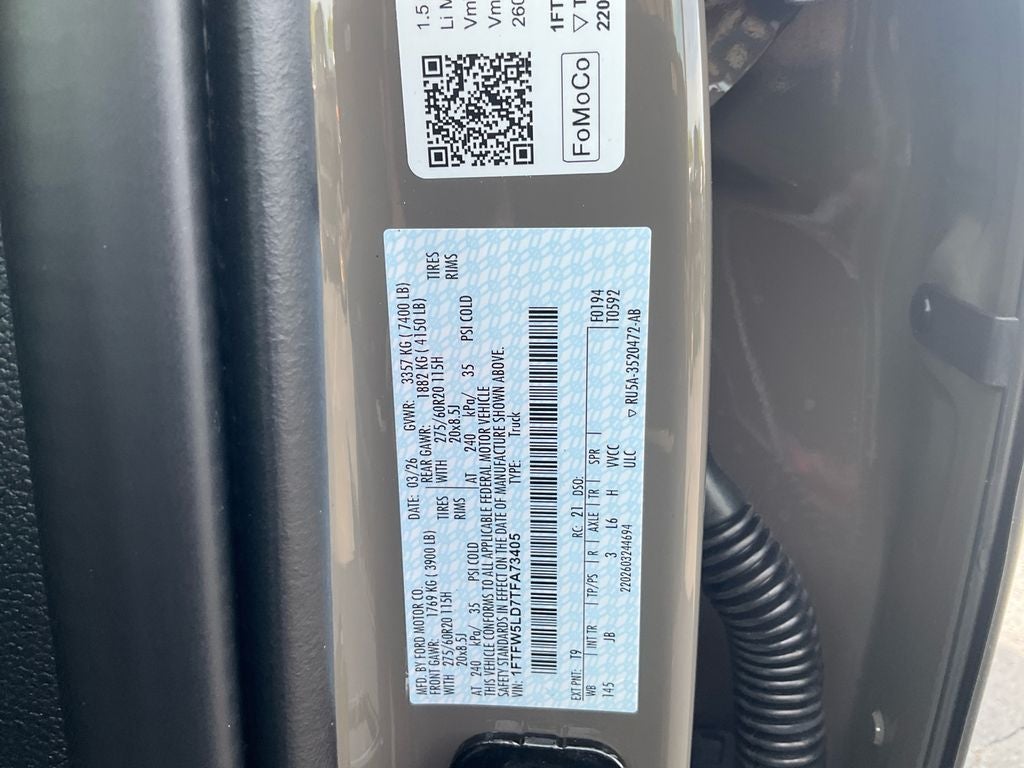 1.5
Li M
Vm
Vm
260
FoMoCo
1FT
▽ T
220
MFD. BY FORD MOTOR CO.
DATE: 03/26
GVWR: 3357 KG ( 7400 LB)
FRONT GAWR: 1769 KG ( 3900 LB)
REAR GAWR: 1882 KG ( 4150 LB)
WITH 275/60R20 115H TIRES
WITH 275/60R20 115H TIRES
20x8.5J RIMS
20x8.5J RIMS
AT 240 kPa/ 35 PSI COLD
AT 240 kPa/ 35 PSI COLD
THIS VEHICLE CONFORMS TO ALL APPLICABLE FEDERAL MOTOR VEHICLE
SAFETY STANDARDS IN EFFECT ON THE DATE OF MANUFACTURE SHOWN ABOVE.
VIN: 1FTFW5LD7TFA73405
TYPE: Truck
EXT PNT: T9 RC: 21 DSO: F0194
WB INT TR TP/PS R AXLE TR SPR T0592
145 JB 3 L6 H VVCC
2202603244694 ULC
▽ RU5A-3520472-AB